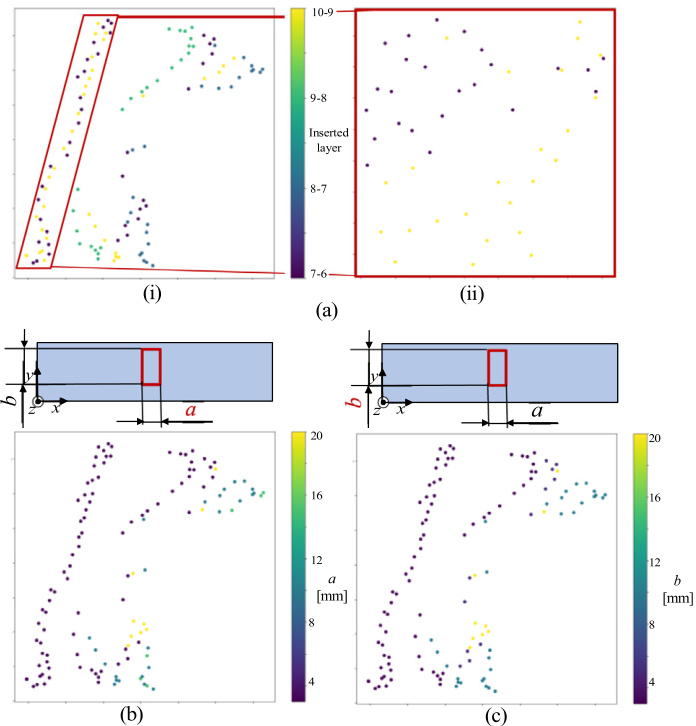 10-9
9-8
Inserted
layer
8-7
7-6
(i)
(ii)
(a)
b
y
z
x
a
b
y
z
x
a
20
16
12
a
[mm]
8
4
20
16
12
b
[mm]
8
4
(b)
(c)